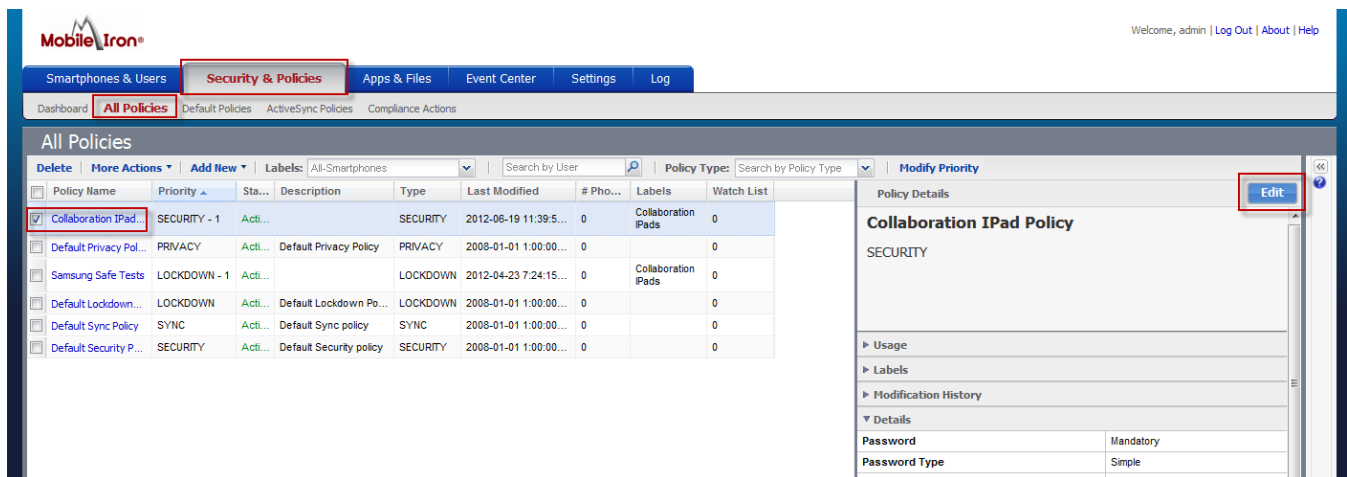 Mobile Iron®
Welcome, admin | Log Out | About | Help
Smartphones & Users Security & Policies Apps & Files Event Center Settings Log
Dashboard All Policies Default Policies ActiveSync Policies Compliance Actions
All Policies
Delete | More Actions | Add New | Labels: All-Smartphones | Search by User | Policy Type: Search by Policy Type | Modify Priority
Policy Name Priority Sta... Description Type Last Modified # Pho... Labels Watch List
Collaboration IPad... SECURITY - 1 Acti... SECURITY 2012-06-19 11:39:5... 0 Collaboration IPads 0
Default Privacy Pol... PRIVACY Acti... Default Privacy Policy PRIVACY 2008-01-01 1:00:00... 0 0
Samsung Safe Tests LOCKDOWN - 1 Acti... LOCKDOWN 2012-04-23 7:24:15... 0 Collaboration IPads 0
Default Lockdown... LOCKDOWN Acti... Default Lockdown Po... LOCKDOWN 2008-01-01 1:00:00... 0 0
Default Sync Policy SYNC Acti... Default Sync policy SYNC 2008-01-01 1:00:00... 0 0
Default Security P... SECURITY Acti... Default Security policy SECURITY 2008-01-01 1:00:00... 0 0
Policy Details Edit
Collaboration IPad Policy
SECURITY
Usage
Labels
Modification History
Details
Password Mandatory
Password Type Simple